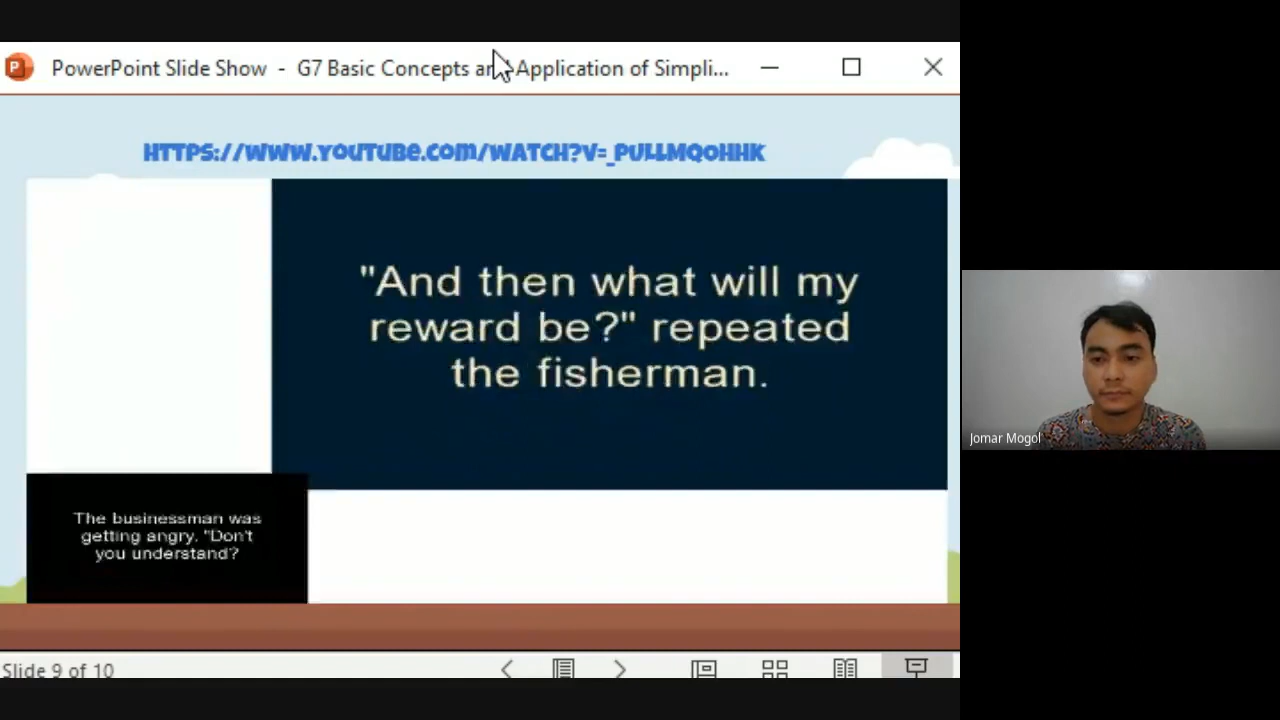 PowerPoint Slide Show - G7 Basic Concepts and Application of Simpli...
HTTPS://WWW.YOUTUBE.COM/WATCH?V=_PULLMQOHHK
"And then what will my
reward be?" repeated
the fisherman.
The businessman was
getting angry. "Don't
you understand?
Jomar Mogol
Slide 9 of 10